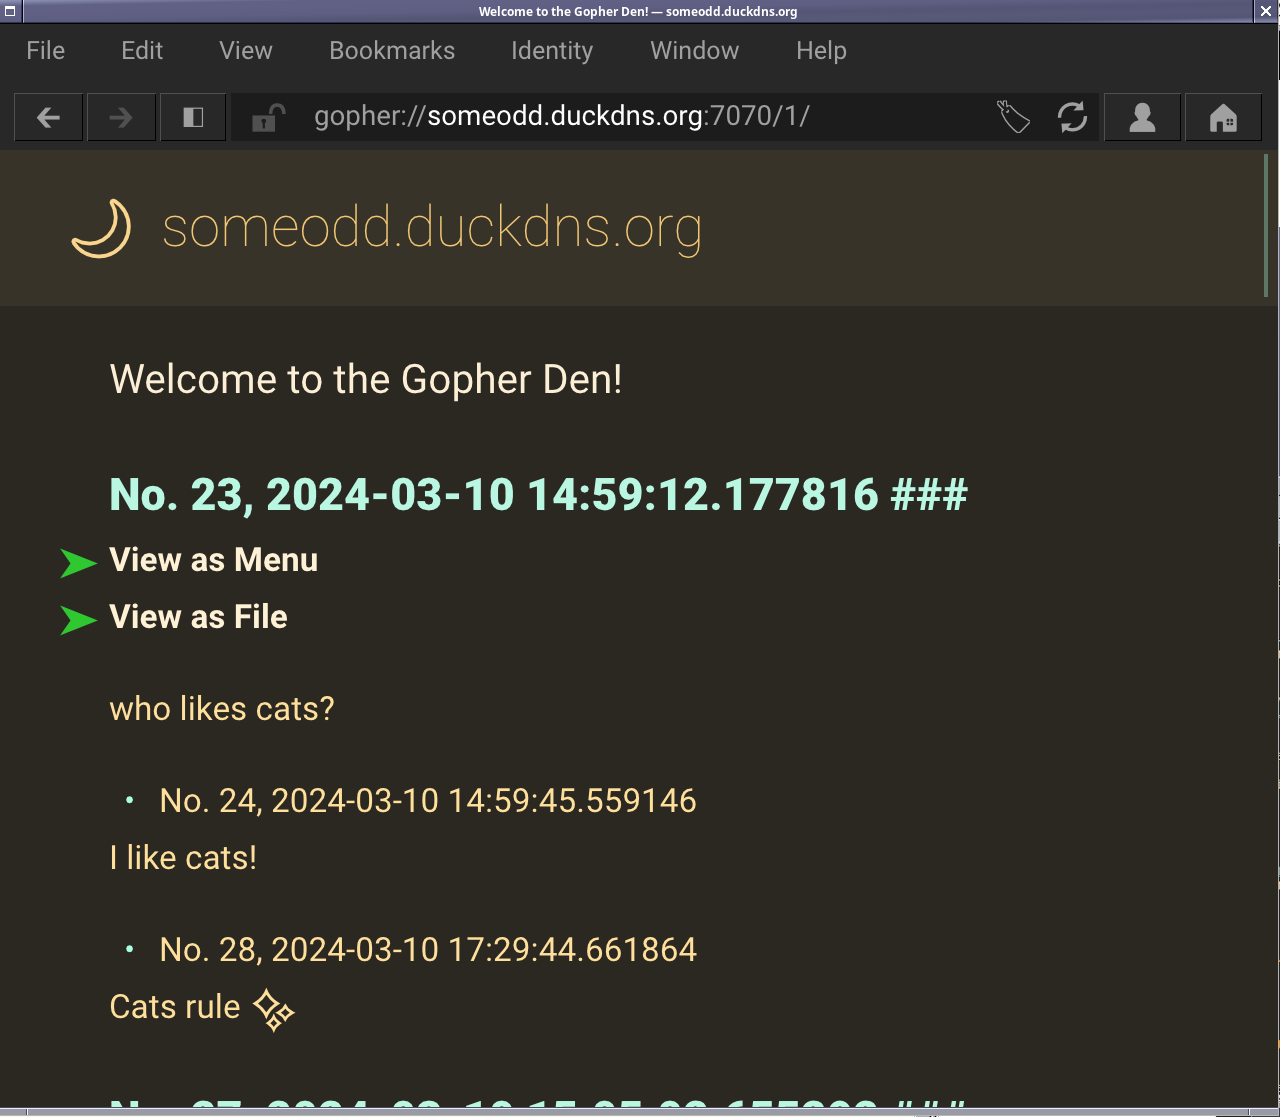 Welcome to the Gopher Den! — someodd.duckdns.org
File Edit View Bookmarks Identity Window Help
gopher://someodd.duckdns.org:7070/1/
someodd.duckdns.org
Welcome to the Gopher Den!
No. 23, 2024-03-10 14:59:12.177816 ###
View as Menu
View as File
who likes cats?
• No. 24, 2024-03-10 14:59:45.559146
I like cats!
• No. 28, 2024-03-10 17:29:44.661864
Cats rule ✨